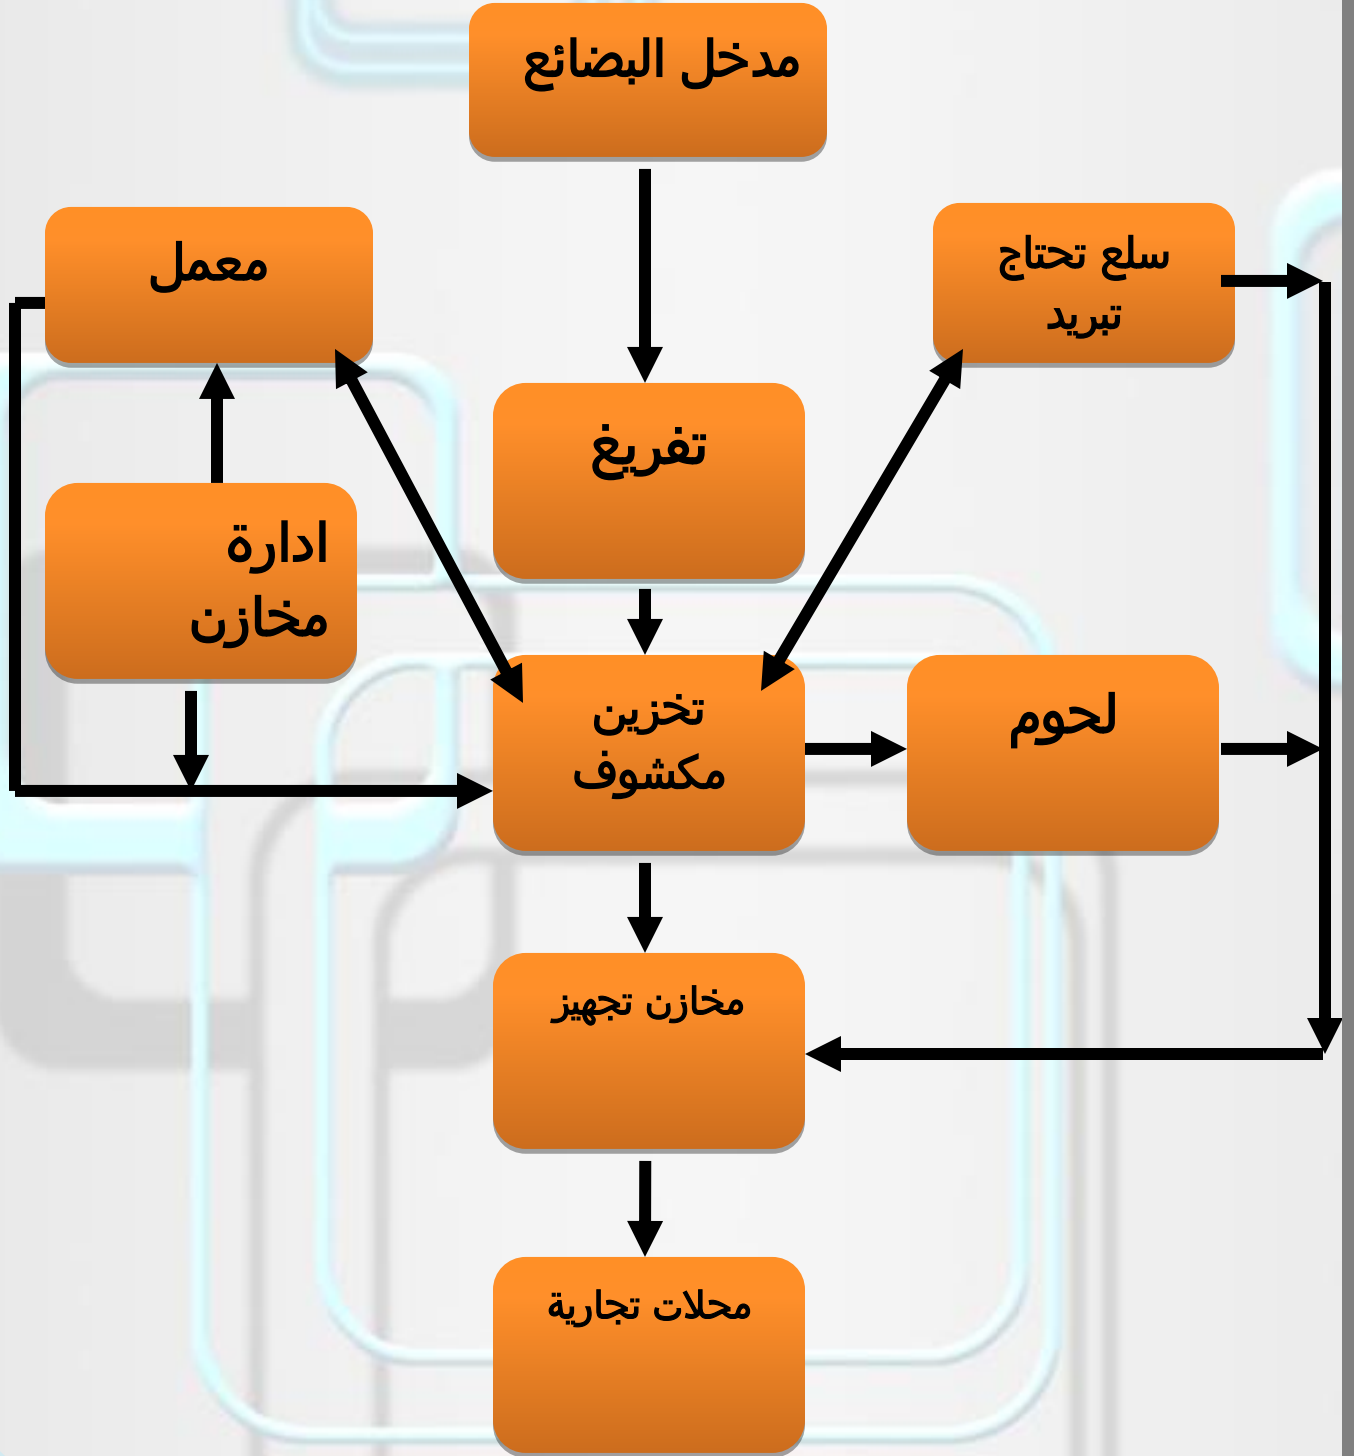 مدخل البضائع
سلع تحتاج
تبريد
معمل
تفريغ
ادارة
مخازن
تخزين
مكشوف
لحوم
مخازن تجهيز
محلات تجارية